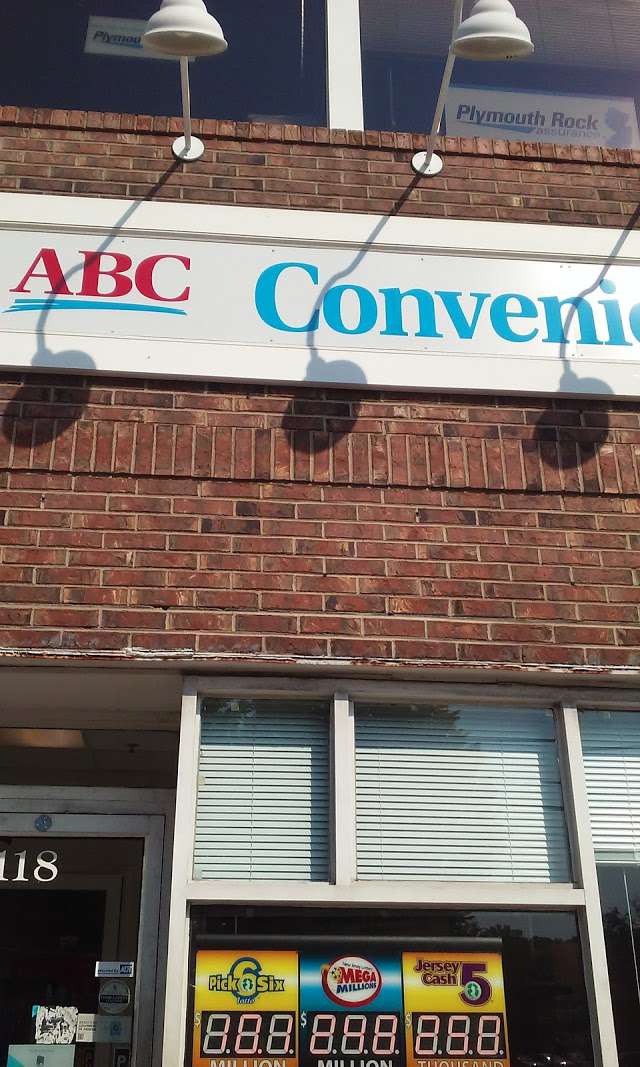 Plymou
Plymouth Rock
assurance
ABC Convenie
118
Pick 6 Six
lotto
MEGA
MILLIONS
Jersey
Cash 5
$ 8.8.8. $ 8.8.8. $ 8.8.8.
MILLION MILLION THOUSAND